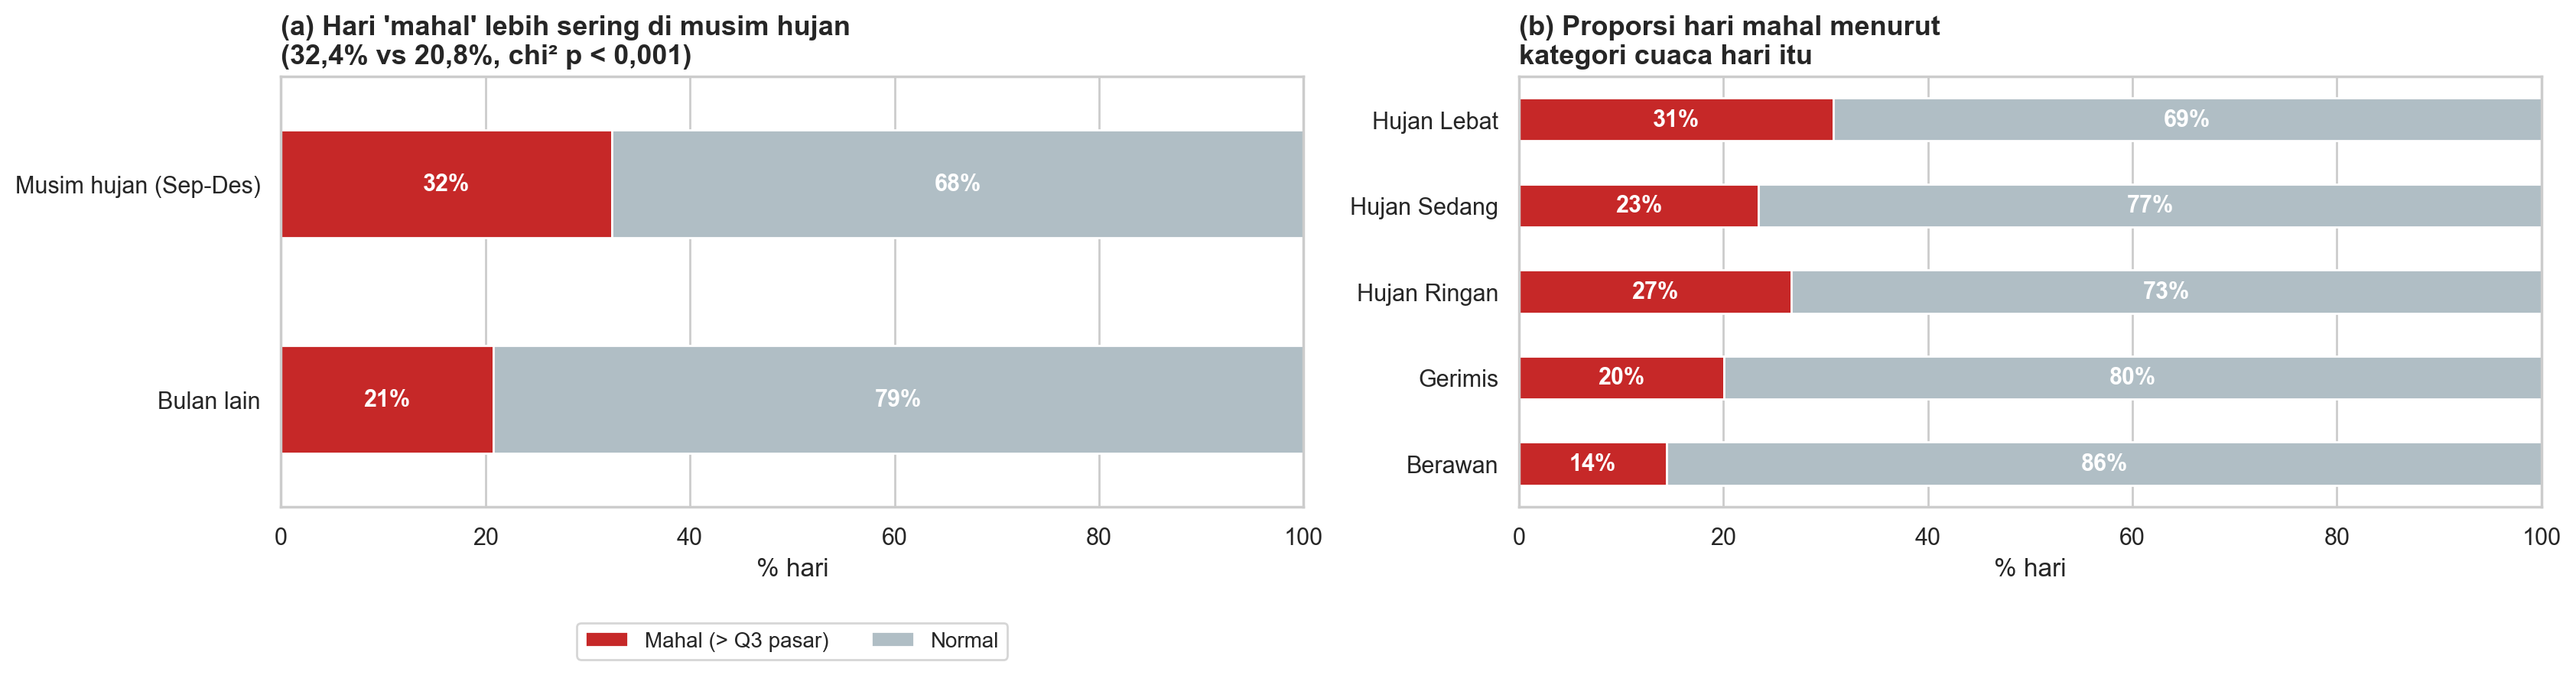 (a) Hari 'mahal' lebih sering di musim hujan
(32,4% vs 20,8%, chi² p < 0,001)
Musim hujan (Sep-Des)
32%
68%
Bulan lain
21%
79%
0
20
40
60
80
100
% hari
Mahal (> Q3 pasar)
Normal
(b) Proporsi hari mahal menurut
kategori cuaca hari itu
Hujan Lebat
31%
69%
Hujan Sedang
23%
77%
Hujan Ringan
27%
73%
Gerimis
20%
80%
Berawan
14%
86%
0
20
40
60
80
100
% hari